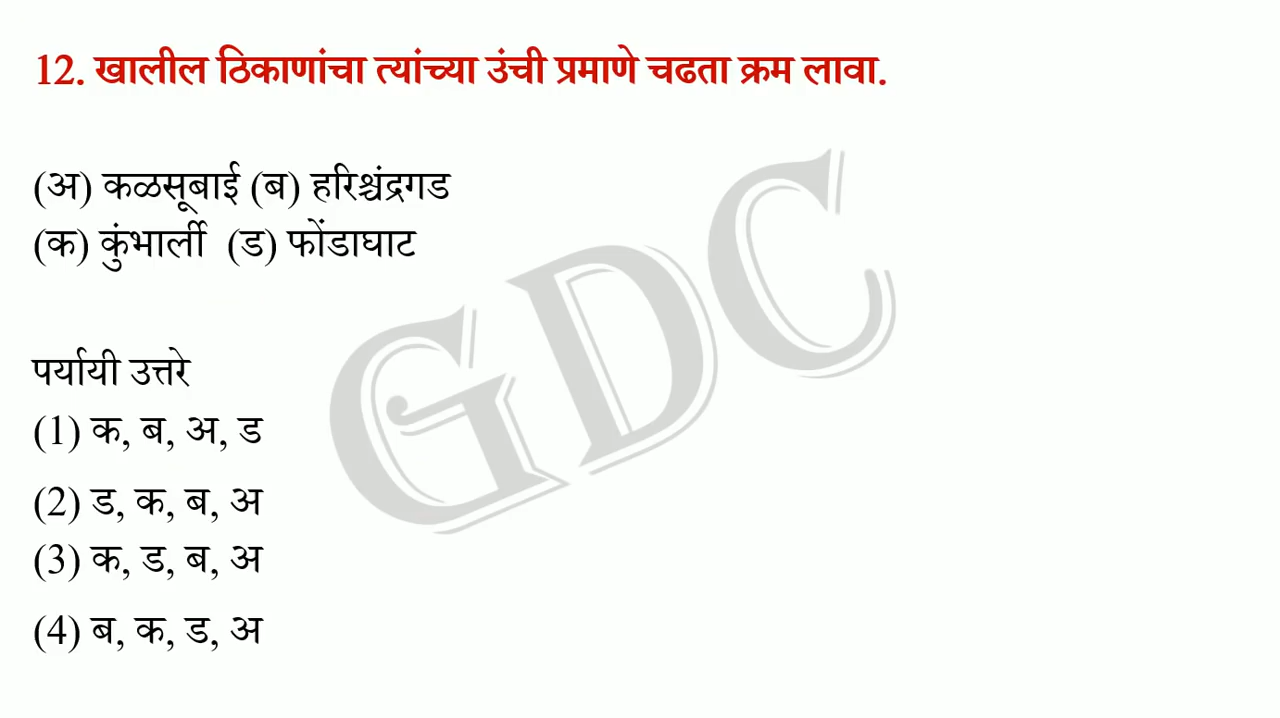 12. खालील ठिकाणांचा त्यांच्या उंची प्रमाणे चढता क्रम लावा.
(अ) कळसूबाई (ब) हरिश्चंद्रगड
(क) कुंभार्ली (ड) फोंडाघाट
पर्यायी उत्तरे
(1) क, ब, अ, ड
(2) ड, क, ब, अ
(3) क, ड, ब, अ
(4) ब, क, ड, अ
GDC